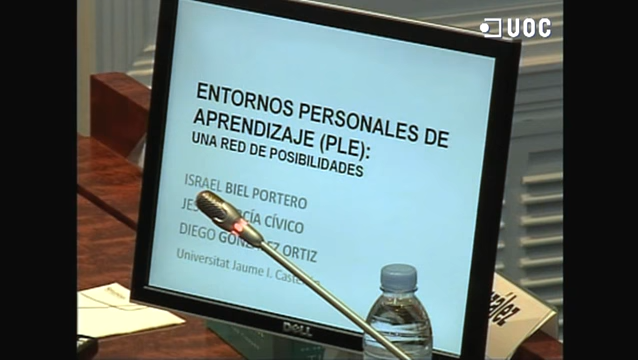 UOC
ENTORNOS PERSONALES DE
APRENDIZAJE (PLE):
UNA RED DE POSIBILIDADES
ISRAEL BIEL PORTERO
CÍVICO
DIEGO ORTIZ
Universitat Jaume I.
DELL